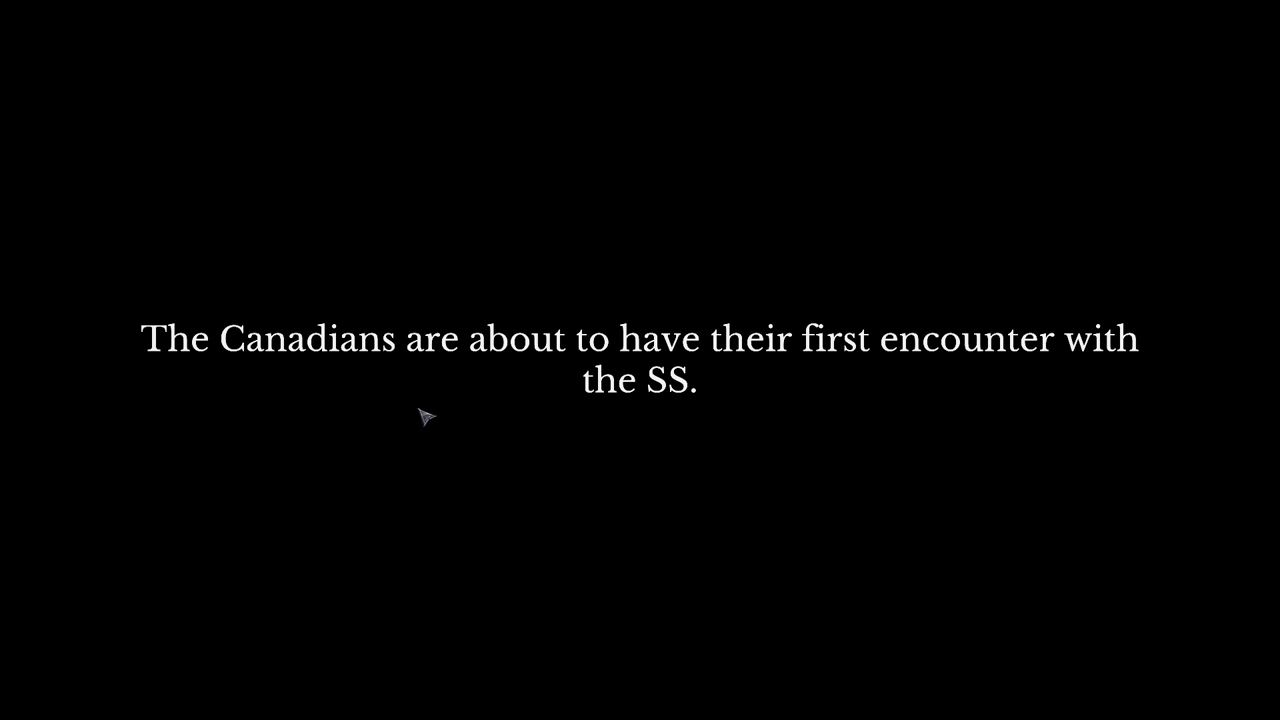 The Canadians are about to have their first encounter with
the SS.